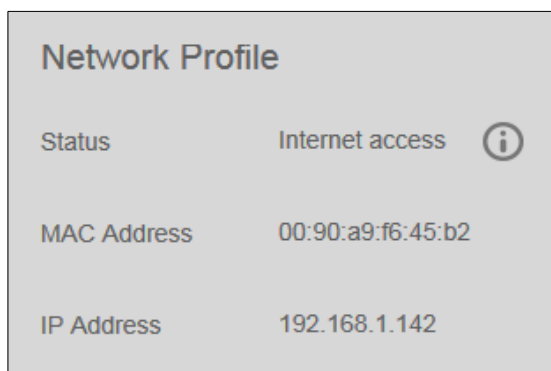 Network Profile
Status Internet access
MAC Address 00:90:a9:f6:45:b2
IP Address 192.168.1.142